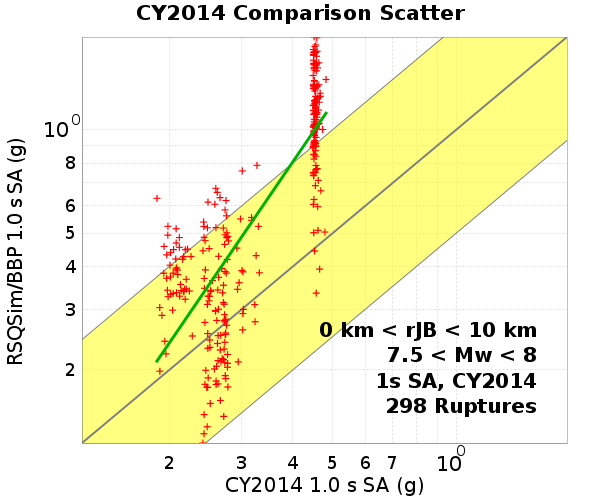 CY2014 Comparison Scatter
RSQSim/BBP 1.0 s SA (g)
10^0
8
6
5
4
3
2
0 km < rJB < 10 km
7.5 < Mw < 8
1s SA, CY2014
298 Ruptures
2 3 4 5 6 7 10^0
CY2014 1.0 s SA (g)